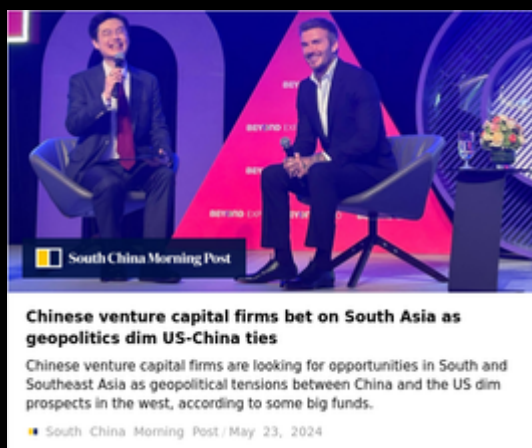 BEYOND EXP
South China Morning Post
Chinese venture capital firms bet on South Asia as
geopolitics dim US-China ties
Chinese venture capital firms are looking for opportunities in South and
Southeast Asia as geopolitical tensions between China and the US dim
prospects in the west, according to some big funds.
South China Morning Post / May 23, 2024